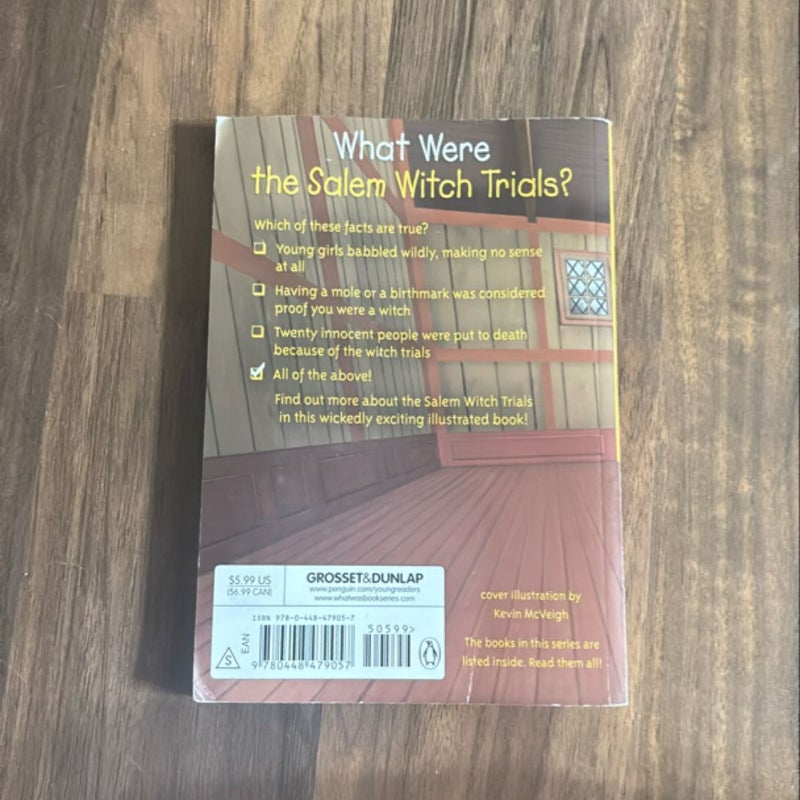 What Were
the Salem Witch Trials?
Which of these facts are true?
Young girls babbled wildly, making no sense
at all
Having a mole or a birthmark was considered
proof you were a witch
Twenty innocent people were put to death
because of the witch trials
All of the above!
Find out more about the Salem Witch Trials
in this wickedly exciting illustrated book!
$5.99 US
($6.99 CAN)
GROSSET&DUNLAP
www.penguin.com/youngreaders
www.whatwasbookseries.com
ISBN 978-0-448-47905-7
50599>
EAN
S
9 780448 479057
cover illustration by
Kevin McVeigh
The books in this series are
listed inside. Read them all!